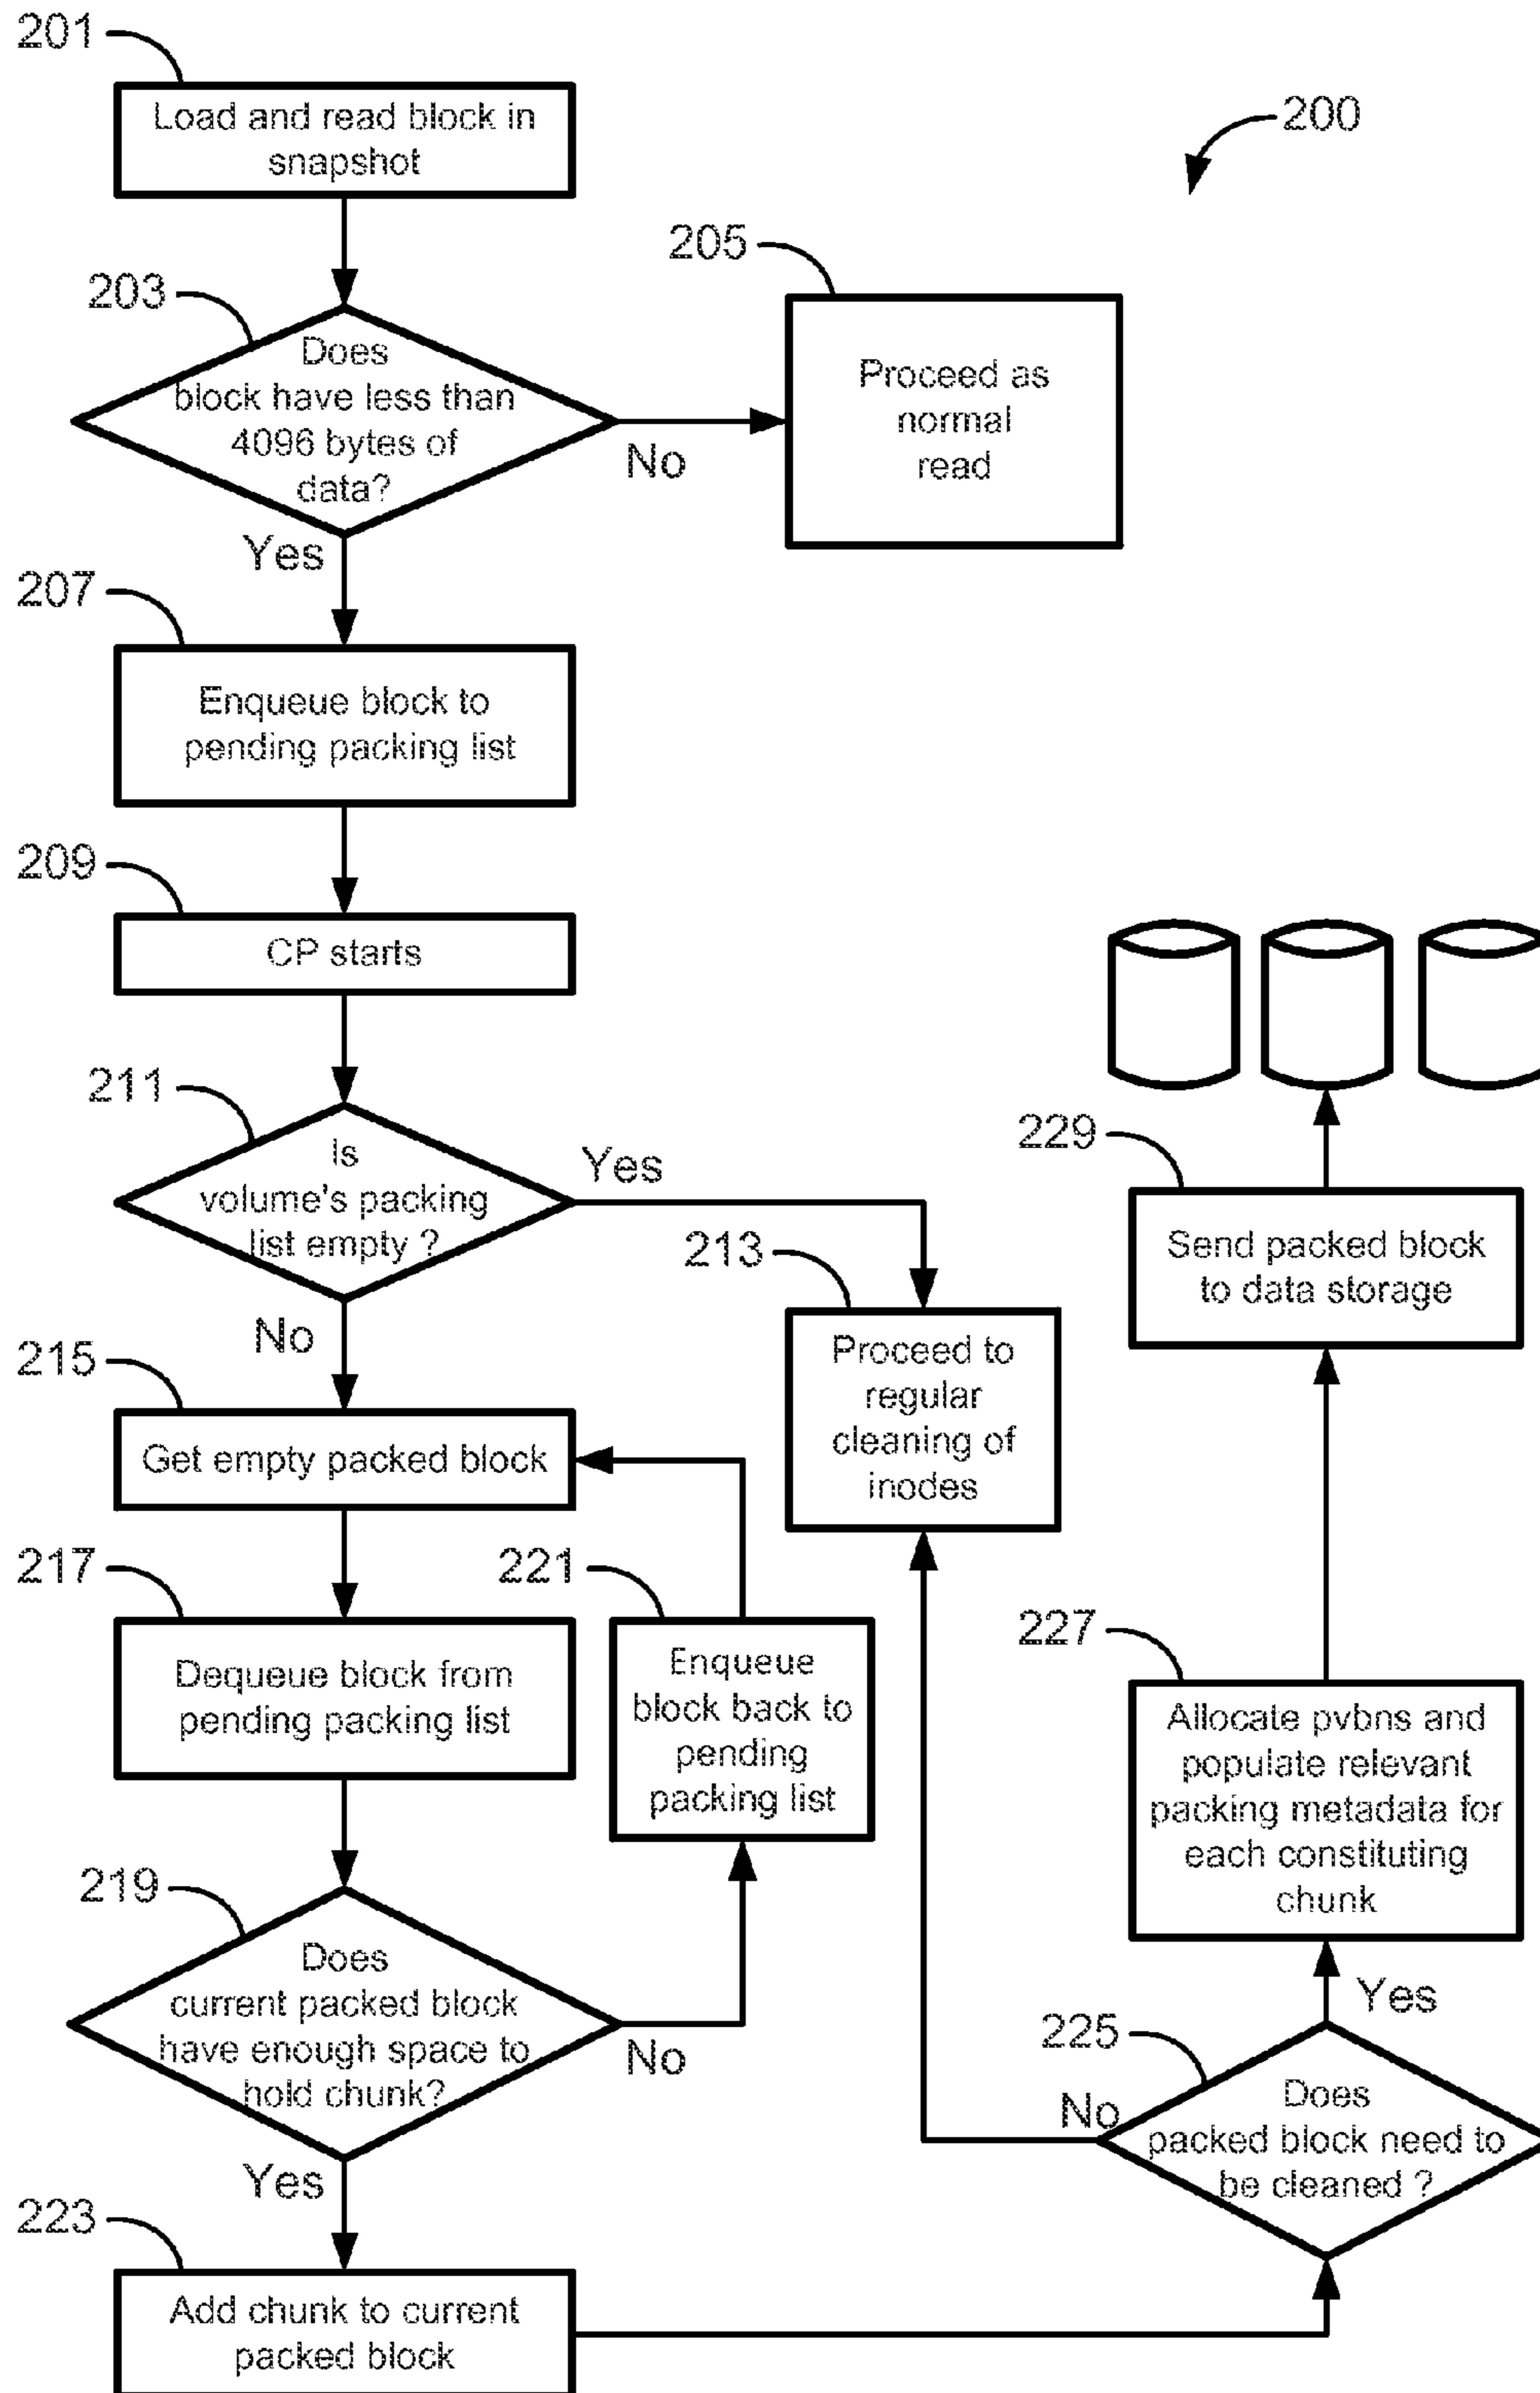 201
Load and read block in
snapshot
200
203
Does
block have less than
4096 bytes of
data?
No
Yes
205
Proceed as
normal
read
207
Enqueue block to
pending packing list
209
CP starts
211
Is
volume's packing
list empty ?
Yes
No
213
Proceed to
regular
cleaning of
inodes
215
Get empty packed block
217
Dequeue block from
pending packing list
221
Enqueue
block back to
pending
packing list
219
Does
current packed block
have enough space to
hold chunk?
No
Yes
223
Add chunk to current
packed block
225
Does
packed block need to
be cleaned ?
No
Yes
227
Allocate pvbns and
populate relevant
packing metadata for
each constituting
chunk
229
Send packed block
to data storage